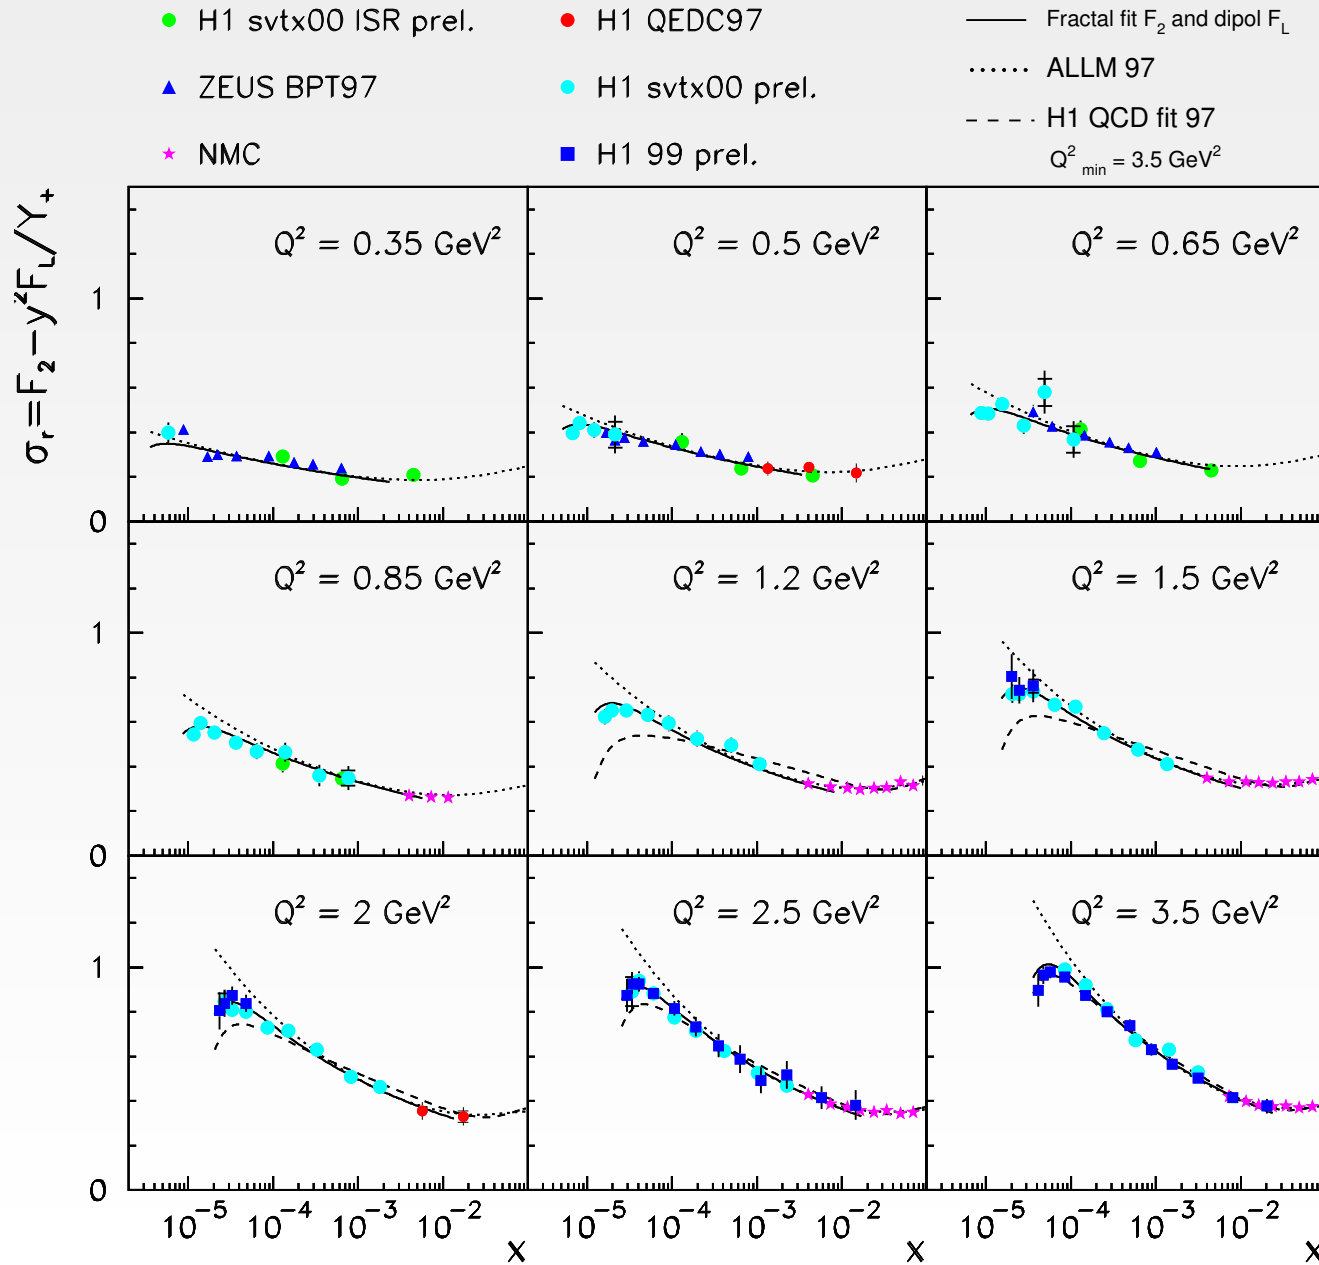 H1 svtx00 ISR prel.
H1 QEDC97
Fractal fit F₂ and dipol F_L
ZEUS BPT97
H1 svtx00 prel.
ALLM 97
NMC
H1 99 prel.
H1 QCD fit 97
Q² min = 3.5 GeV²
σ_r=F₂−y²F_L/Y₊
Q² = 0.35 GeV²
Q² = 0.5 GeV²
Q² = 0.65 GeV²
1
0
Q² = 0.85 GeV²
Q² = 1.2 GeV²
Q² = 1.5 GeV²
1
0
Q² = 2 GeV²
Q² = 2.5 GeV²
Q² = 3.5 GeV²
1
0
10⁻⁵ 10⁻⁴ 10⁻³ 10⁻² 10⁻⁵ 10⁻⁴ 10⁻³ 10⁻² 10⁻⁵ 10⁻⁴ 10⁻³ 10⁻²
x x x